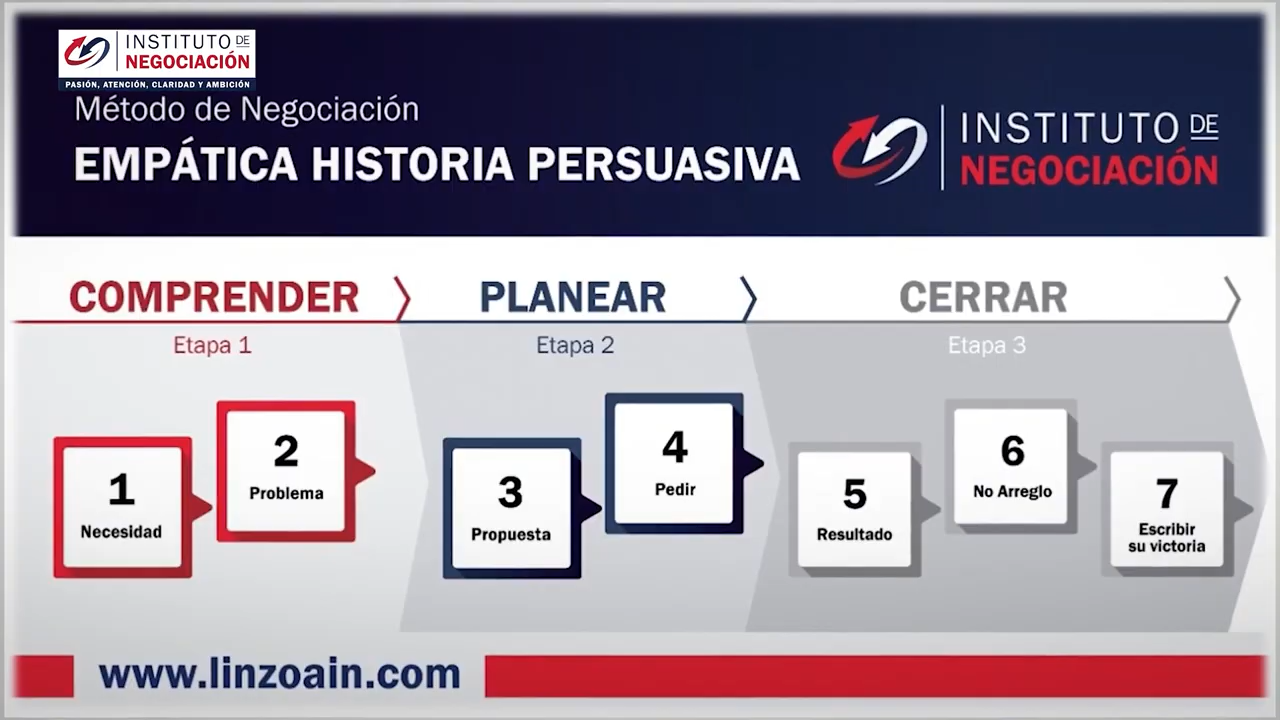 INSTITUTO DE
NEGOCIACIÓN
PASIÓN, ATENCIÓN, CLARIDAD Y AMBICIÓN
Método de Negociación
EMPÁTICA HISTORIA PERSUASIVA
INSTITUTO DE
NEGOCIACIÓN
COMPRENDER
Etapa 1
PLANEAR
Etapa 2
CERRAR
Etapa 3
1
Necesidad
2
Problema
3
Propuesta
4
Pedir
5
Resultado
6
No Arreglo
7
Escribir
su victoria
www.linzoain.com